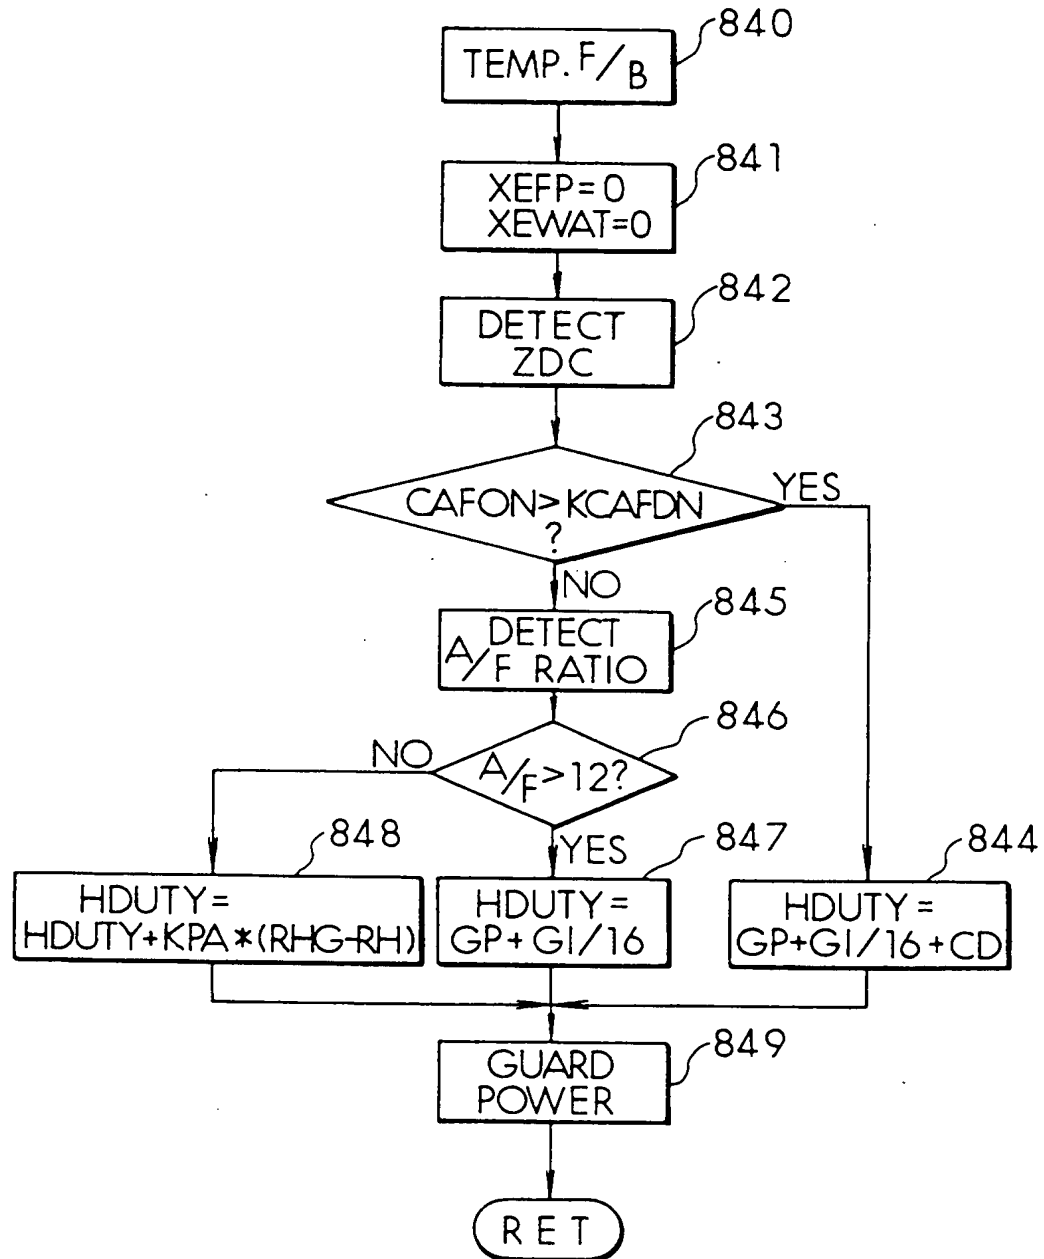 840
TEMP. F/B
841
XEFP=0
XEWAT=0
842
DETECT
ZDC
843
CAFON>KCAFDN
?
YES
NO
845
DETECT
A/F RATIO
846
NO
A/F>12?
YES
848
HDUTY=
HDUTY+KPA*(RHG-RH)
847
HDUTY=
GP+GI/16
844
HDUTY=
GP+GI/16+CD
849
GUARD
POWER
RET